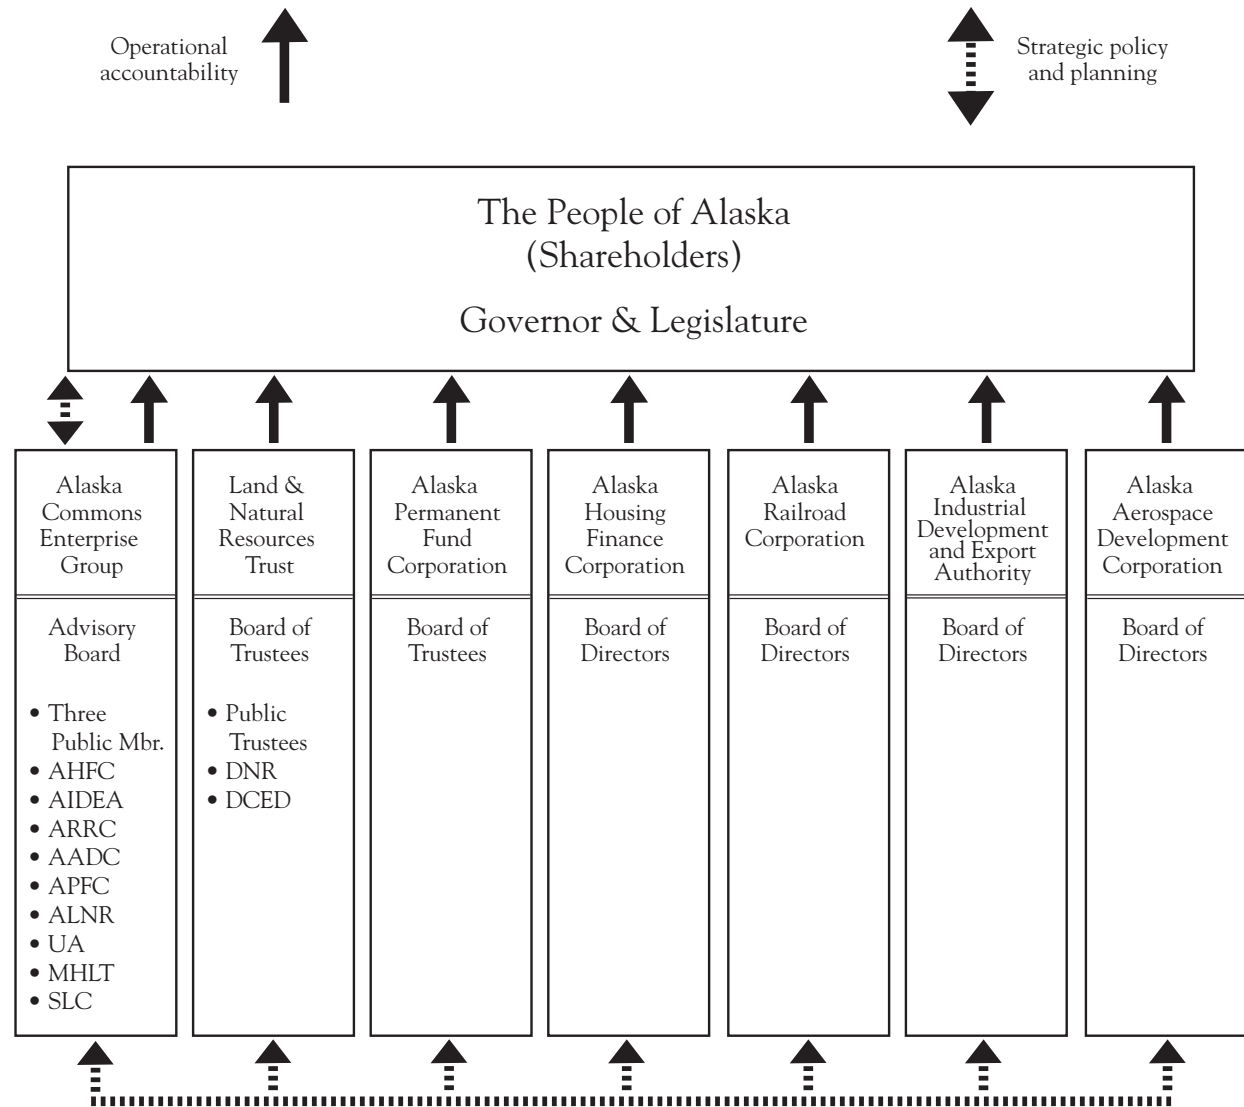 Operational
accountability
Strategic policy
and planning
The People of Alaska
(Shareholders)
Governor & Legislature
Alaska
Commons
Enterprise
Group
Advisory
Board
• Three
Public Mbr.
• AHFC
• AIDEA
• ARRC
• AADC
• APFC
• ALNR
• UA
• MHLT
• SLC
Land &
Natural
Resources
Trust
Board of
Trustees
• Public
Trustees
• DNR
• DCED
Alaska
Permanent
Fund
Corporation
Board of
Trustees
Alaska
Housing
Finance
Corporation
Board of
Directors
Alaska
Railroad
Corporation
Board of
Directors
Alaska
Industrial
Development
and Export
Authority
Board of
Directors
Alaska
Aerospace
Development
Corporation
Board of
Directors